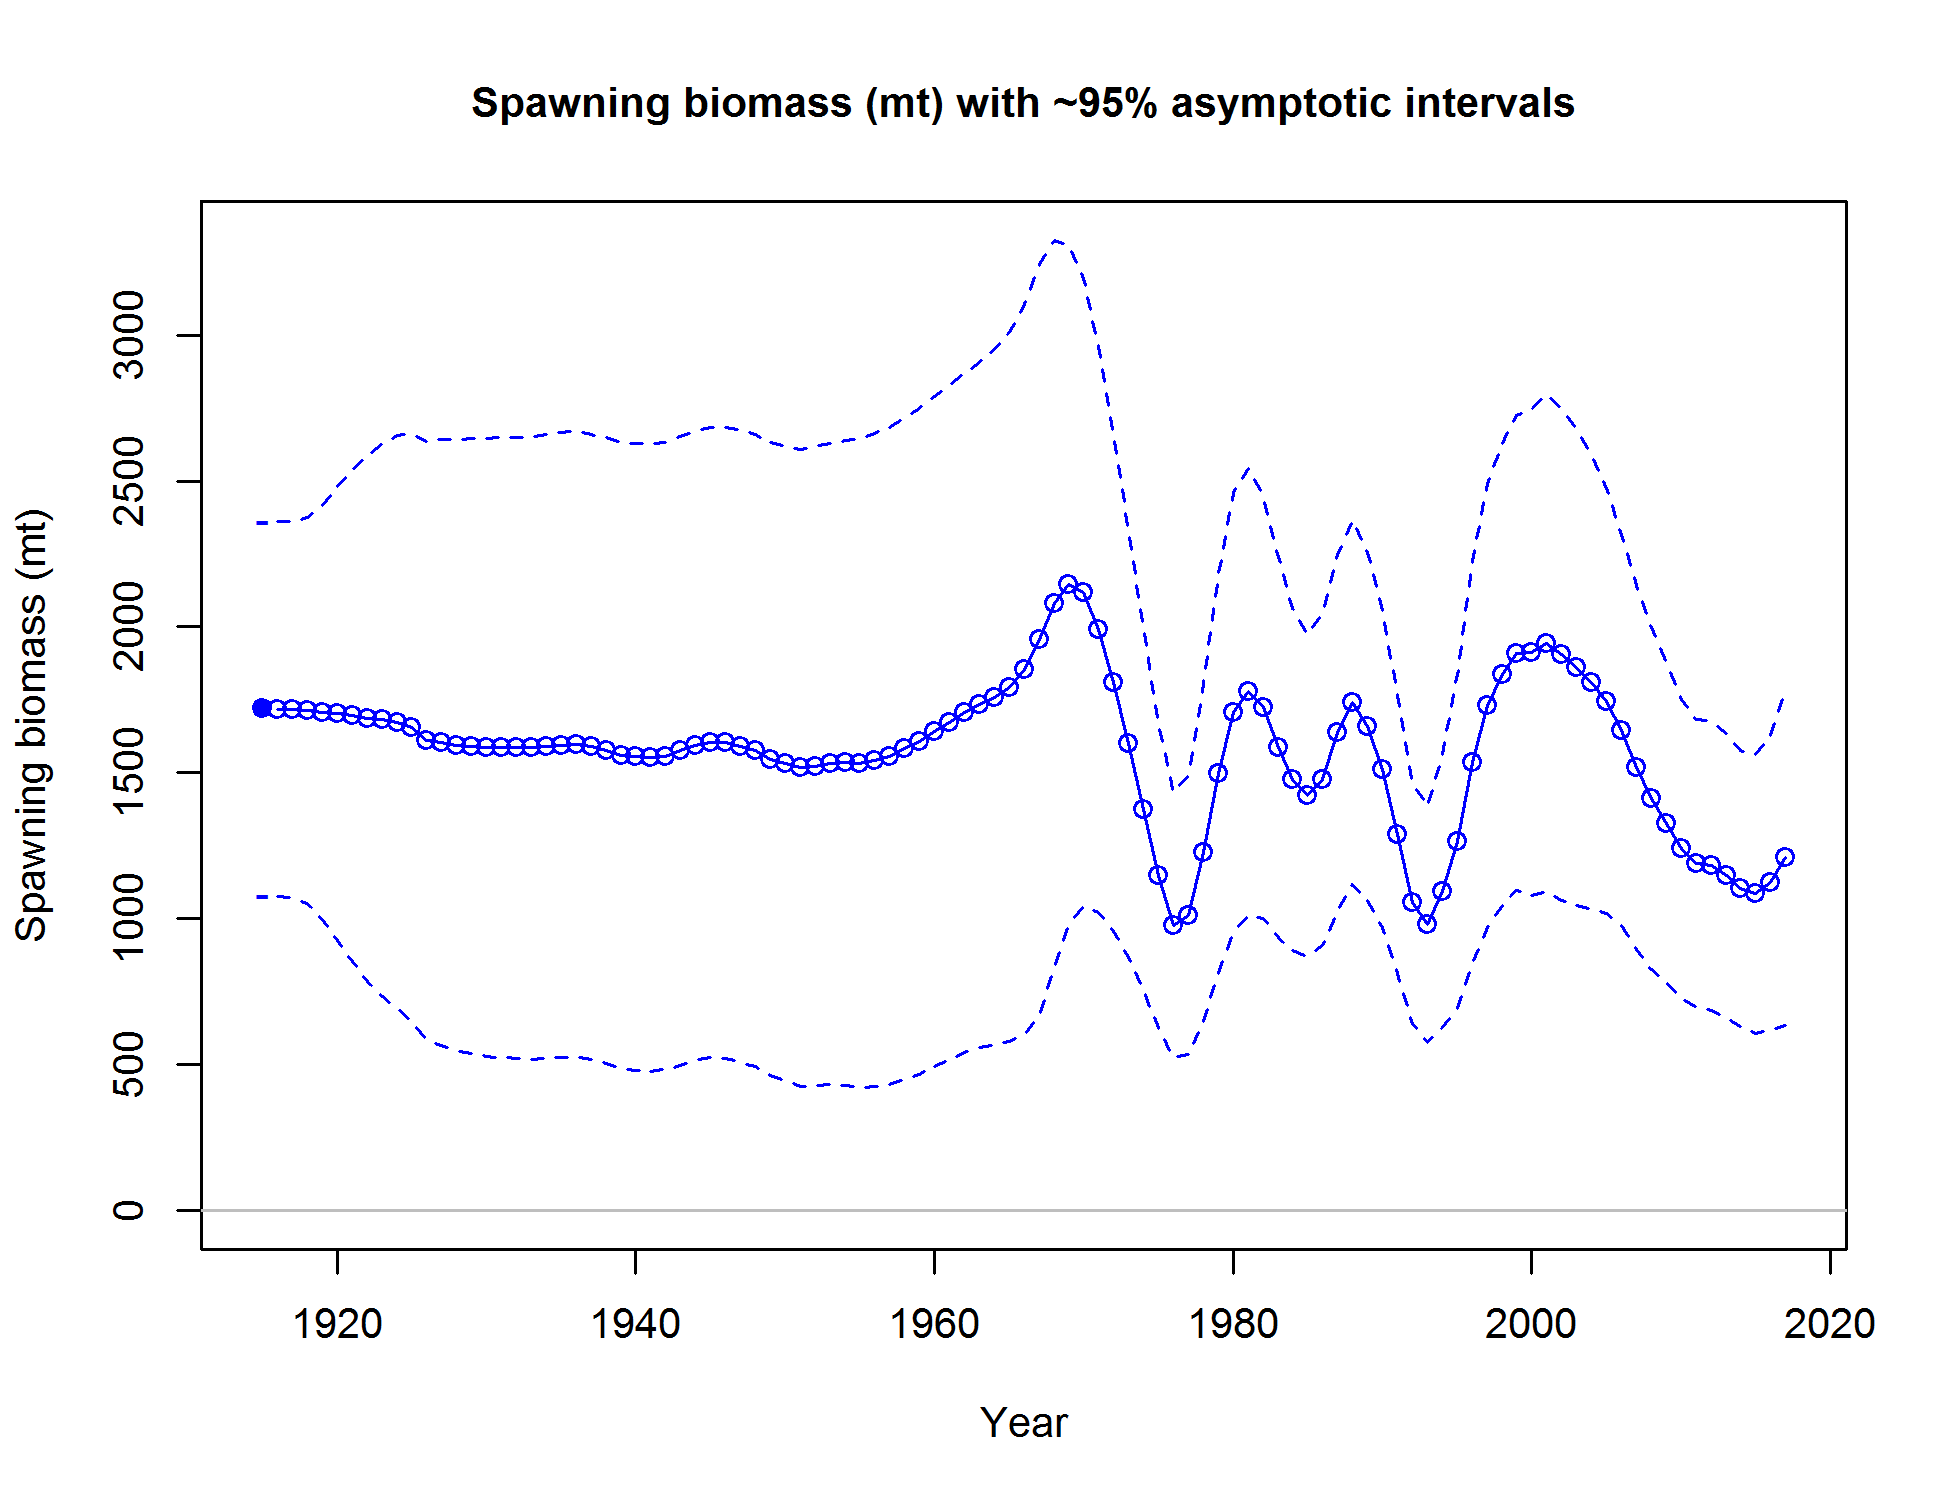 Spawning biomass (mt) with ~95% asymptotic intervals
Spawning biomass (mt)
3000
2500
2000
1500
1000
500
0
1920 1940 1960 1980 2000 2020
Year